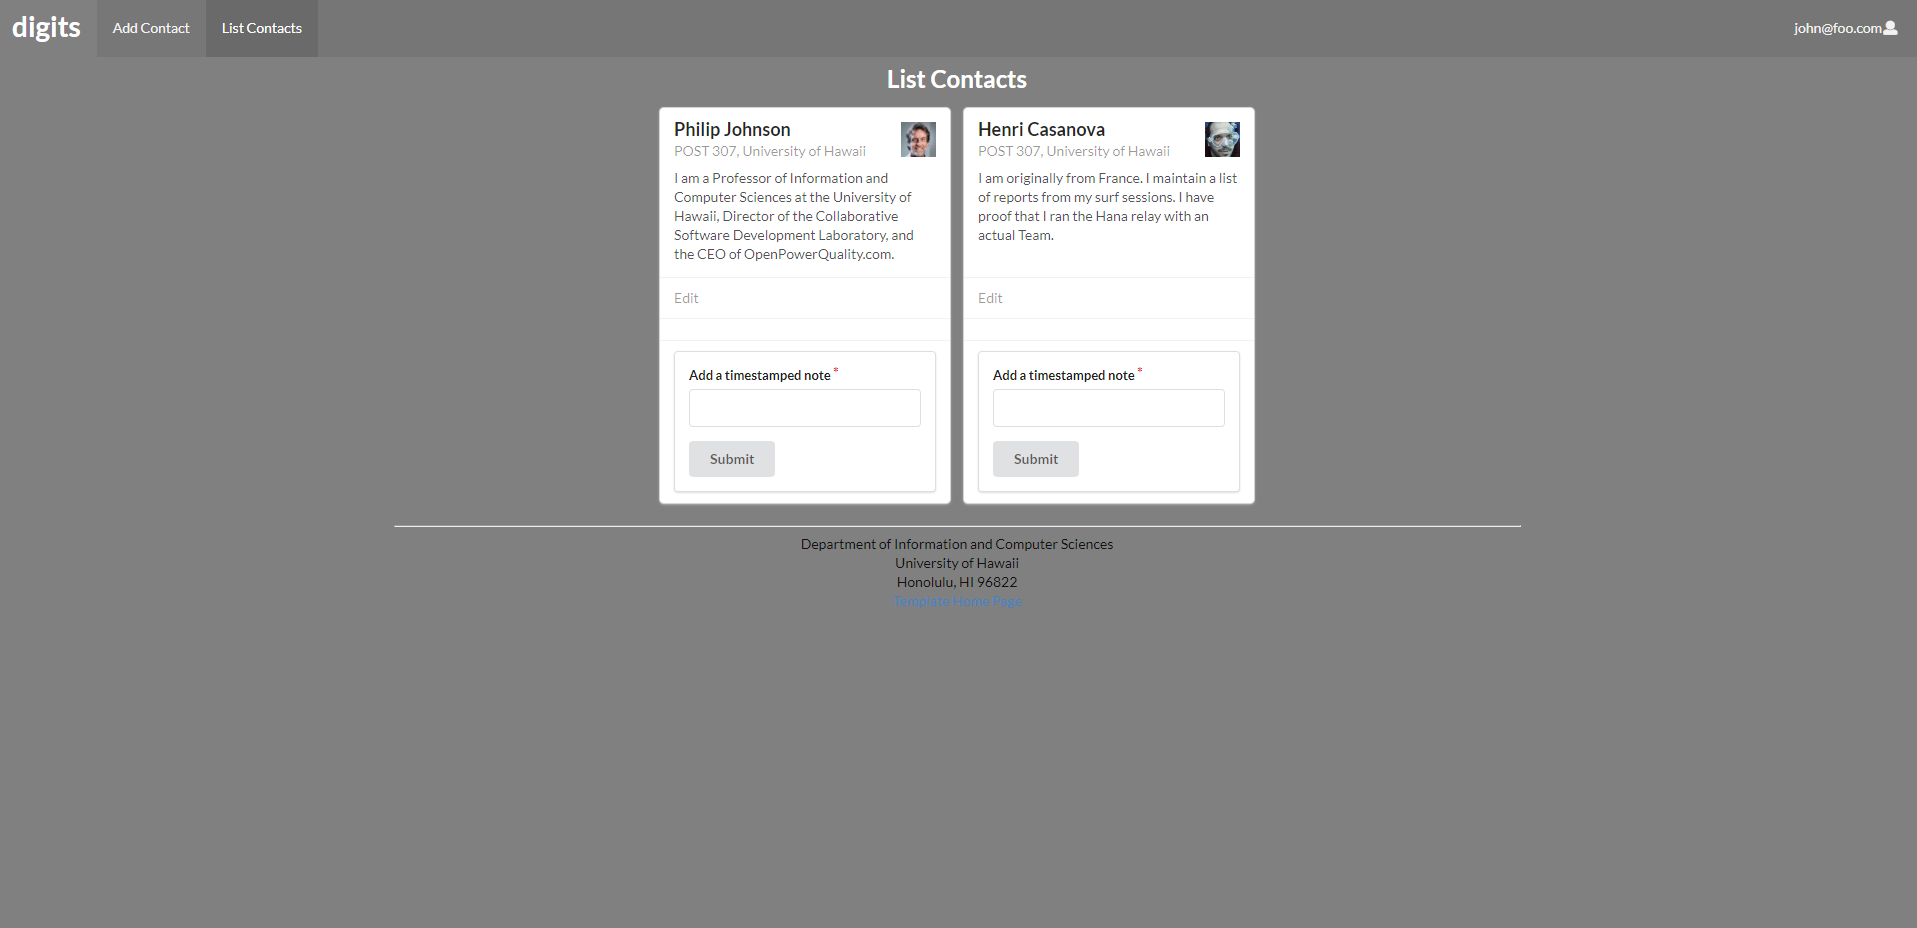 digits
Add Contact
List Contacts
john@foo.com
List Contacts
Philip Johnson
POST 307, University of Hawaii
I am a Professor of Information and
Computer Sciences at the University of
Hawaii, Director of the Collaborative
Software Development Laboratory, and
the CEO of OpenPowerQuality.com.
Edit
Add a timestamped note *
Submit
Henri Casanova
POST 307, University of Hawaii
I am originally from France. I maintain a list
of reports from my surf sessions. I have
proof that I ran the Hana relay with an
actual Team.
Edit
Add a timestamped note *
Submit
Department of Information and Computer Sciences
University of Hawaii
Honolulu, HI 96822
Template Home Page